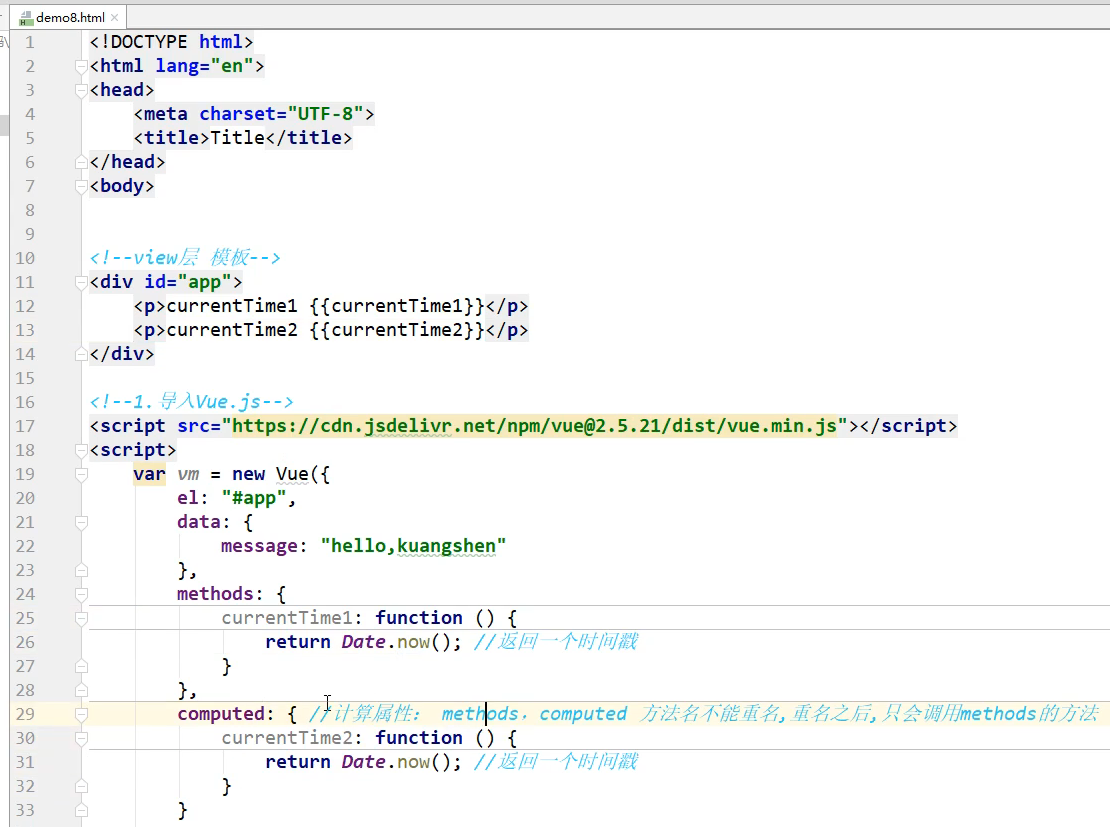 demo8.html
1 <!DOCTYPE html>
2 <html lang="en">
3 <head>
4 <meta charset="UTF-8">
5 <title>Title</title>
6 </head>
7 <body>
8
9
10 <!--view层 模板-->
11 <div id="app">
12 <p>currentTime1 {{currentTime1}}</p>
13 <p>currentTime2 {{currentTime2}}</p>
14 </div>
15
16 <!--1.导入Vue.js-->
17 <script src="https://cdn.jsdelivr.net/npm/vue@2.5.21/dist/vue.min.js"></script>
18 <script>
19 var vm = new Vue({
20 el: "#app",
21 data: {
22 message: "hello,kuangshen"
23 },
24 methods: {
25 currentTime1: function () {
26 return Date.now(); //返回一个时间戳
27 }
28 },
29 computed: { //计算属性： methods，computed 方法名不能重名,重名之后,只会调用methods的方法
30 currentTime2: function () {
31 return Date.now(); //返回一个时间戳
32 }
33 }